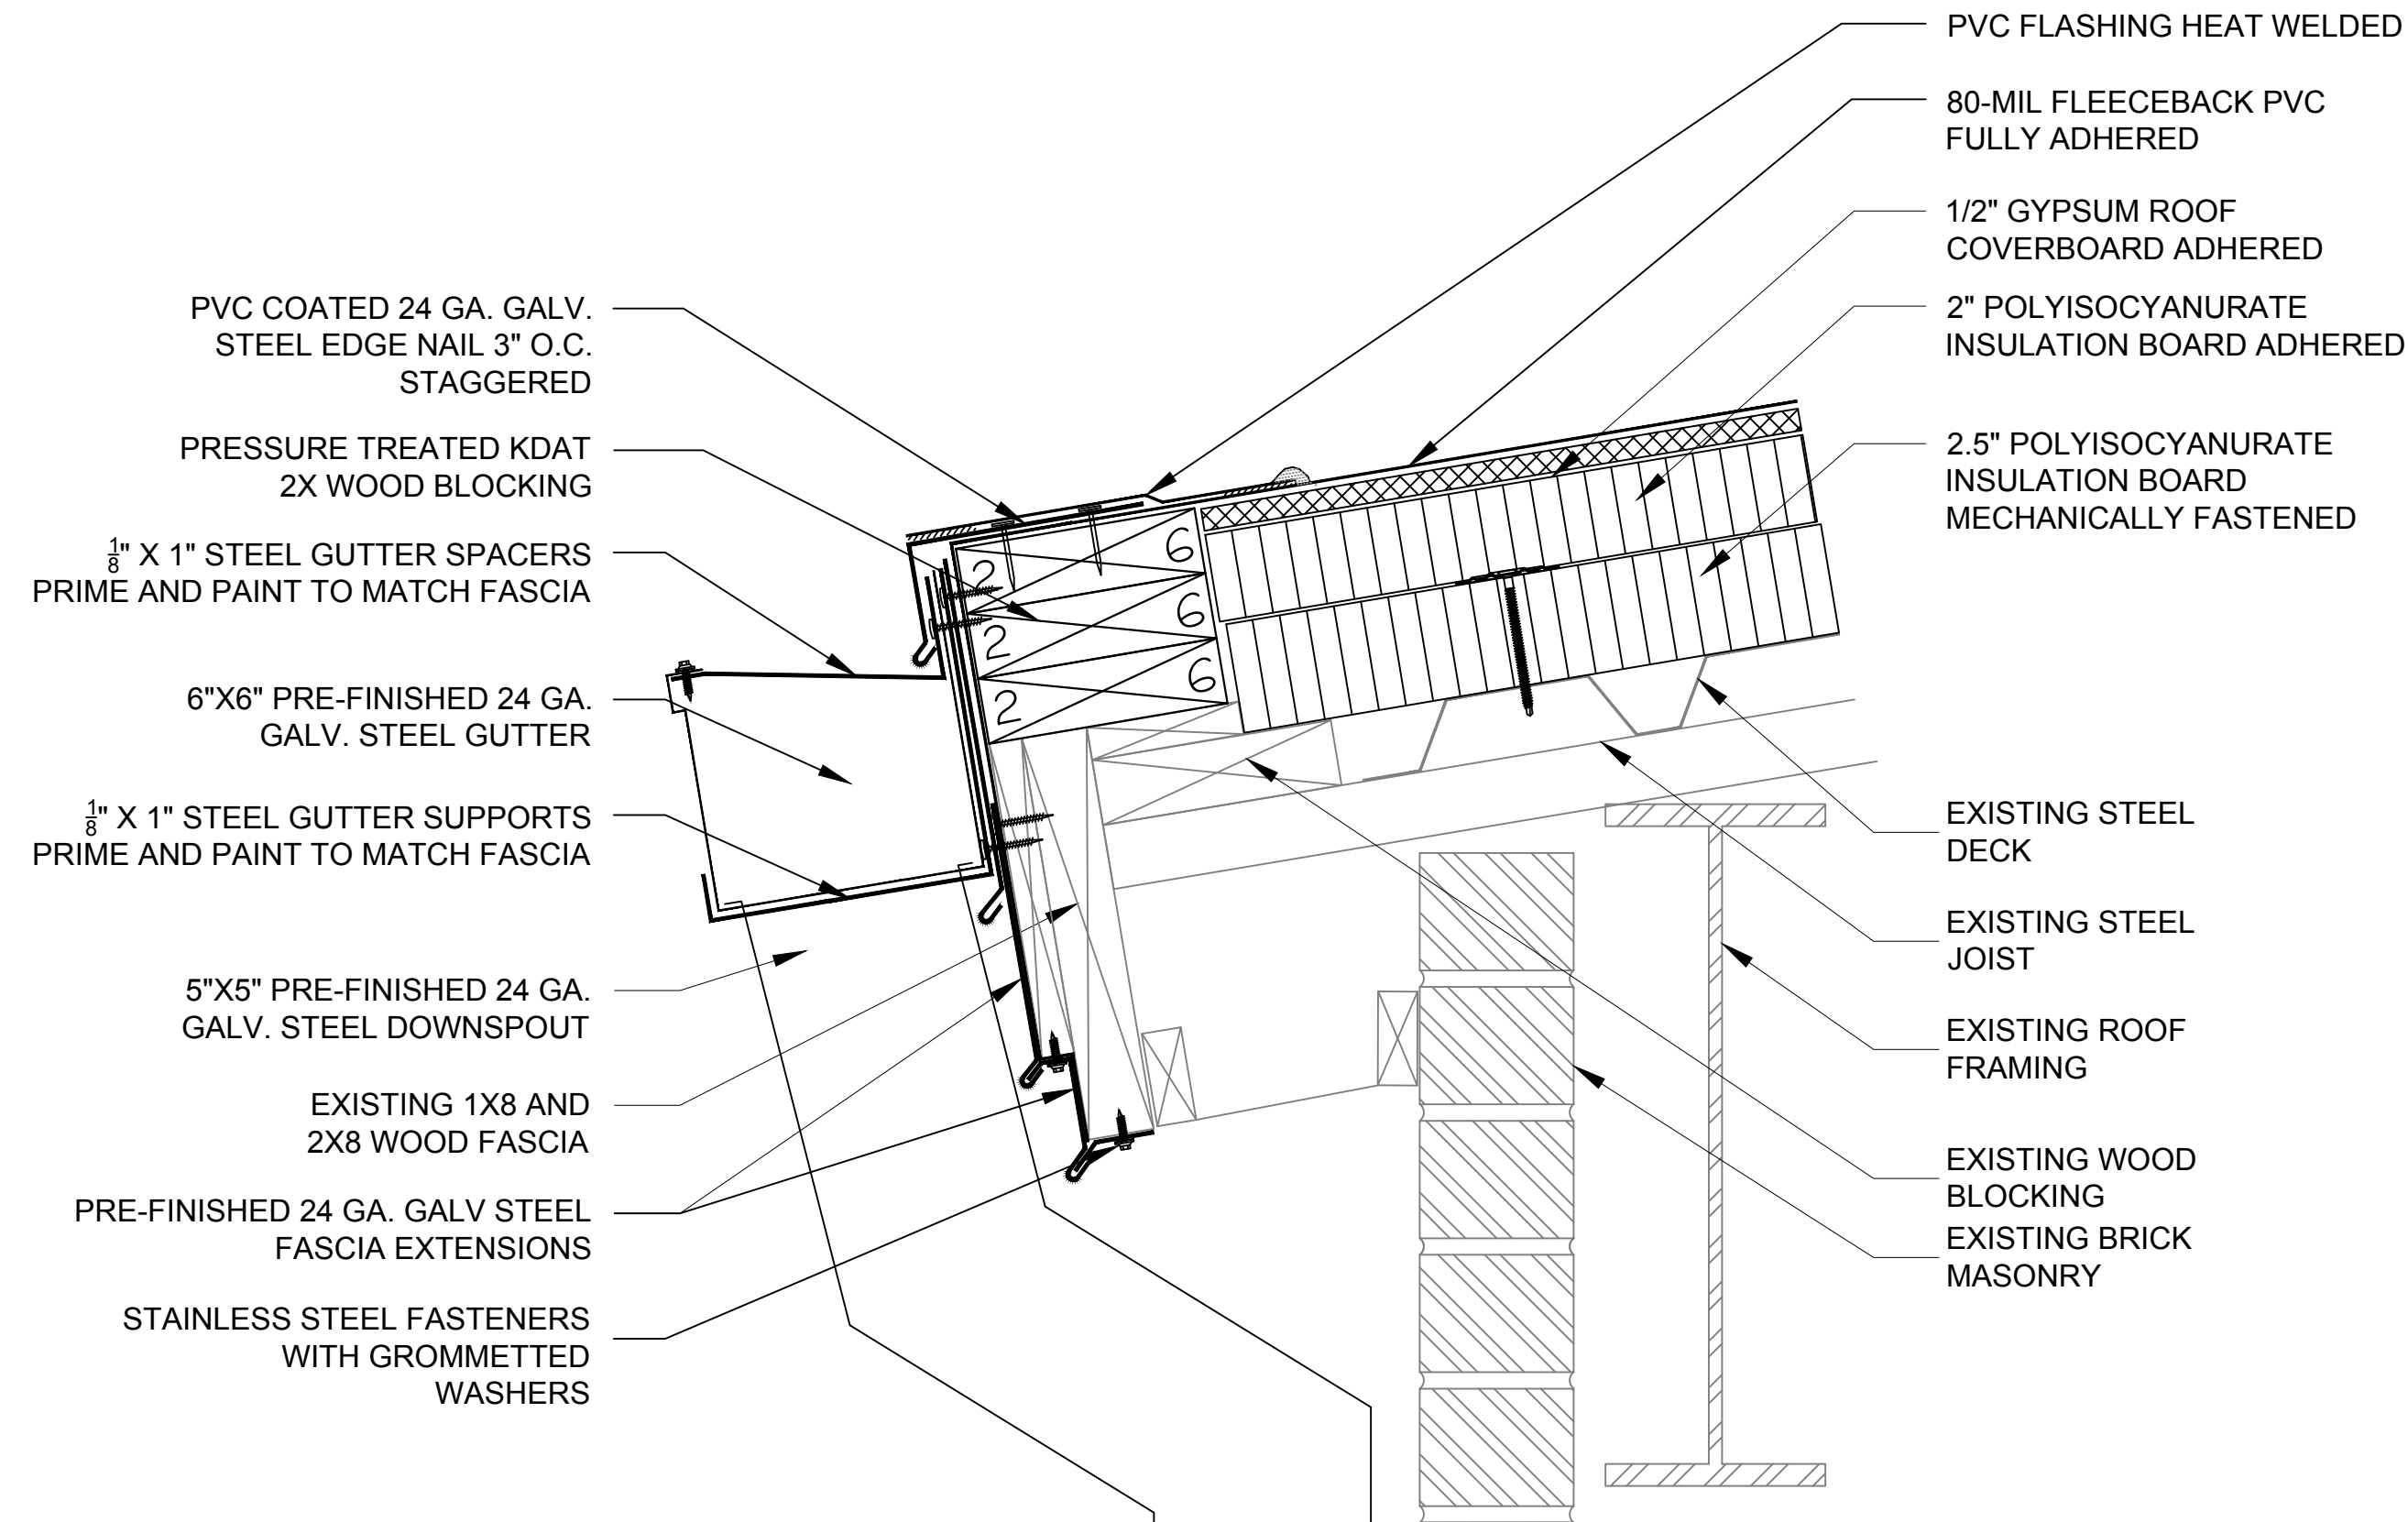 PVC FLASHING HEAT WELDED
80-MIL FLEECEBACK PVC
FULLY ADHERED
1/2" GYPSUM ROOF
COVERBOARD ADHERED
2" POLYISOCYANURATE
INSULATION BOARD ADHERED
2.5" POLYISOCYANURATE
INSULATION BOARD
MECHANICALLY FASTENED
PVC COATED 24 GA. GALV.
STEEL EDGE NAIL 3" O.C.
STAGGERED
PRESSURE TREATED KDAT
2X WOOD BLOCKING
1/8" X 1" STEEL GUTTER SPACERS
PRIME AND PAINT TO MATCH FASCIA
6"X6" PRE-FINISHED 24 GA.
GALV. STEEL GUTTER
1/8" X 1" STEEL GUTTER SUPPORTS
PRIME AND PAINT TO MATCH FASCIA
5"X5" PRE-FINISHED 24 GA.
GALV. STEEL DOWNSPOUT
EXISTING 1X8 AND
2X8 WOOD FASCIA
PRE-FINISHED 24 GA. GALV STEEL
FASCIA EXTENSIONS
STAINLESS STEEL FASTENERS
WITH GROMMETTED
WASHERS
2 6
2 6
2 6
EXISTING STEEL
DECK
EXISTING STEEL
JOIST
EXISTING ROOF
FRAMING
EXISTING WOOD
BLOCKING
EXISTING BRICK
MASONRY